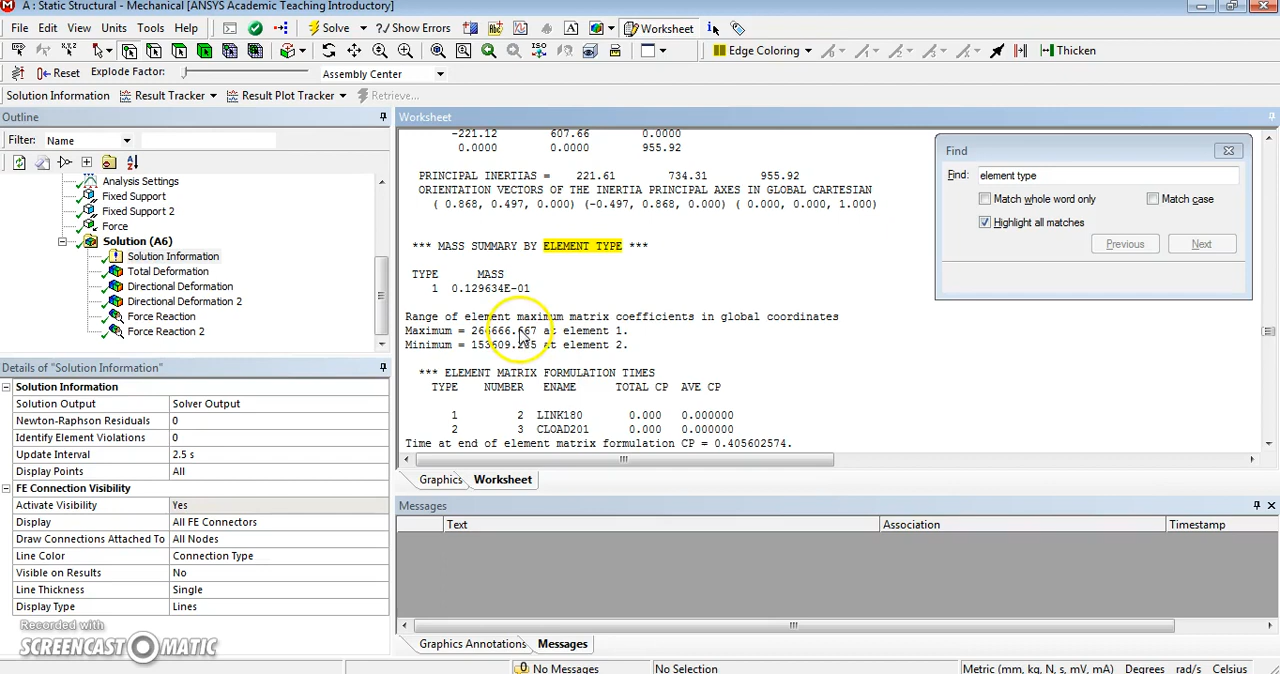 A : Static Structural - Mechanical [ANSYS Academic Teaching Introductory]
File Edit View Units Tools Help Solve ?/Show Errors Worksheet
Edge Coloring Thicken
Reset Explode Factor: Assembly Center
Solution Information Result Tracker Result Plot Tracker Retrieve...
Outline
Filter: Name
Analysis Settings
Fixed Support
Fixed Support 2
Force
Solution (A6)
Solution Information
Total Deformation
Directional Deformation
Directional Deformation 2
Force Reaction
Force Reaction 2
Details of "Solution Information"
Solution Information
Solution Output Solver Output
Newton-Raphson Residuals 0
Identify Element Violations 0
Update Interval 2.5 s
Display Points All
FE Connection Visibility
Activate Visibility Yes
Display All FE Connectors
Draw Connections Attached To All Nodes
Line Color Connection Type
Visible on Results No
Line Thickness Single
Display Type Lines
Recorded with
SCREENCAST MATIC
Worksheet
-221.12 607.66 0.0000
0.0000 0.0000 955.92
PRINCIPAL INERTIAS = 221.61 734.31 955.92
ORIENTATION VECTORS OF THE INERTIA PRINCIPAL AXES IN GLOBAL CARTESIAN
( 0.868, 0.497, 0.000) (-0.497, 0.868, 0.000) ( 0.000, 0.000, 1.000)
*** MASS SUMMARY BY ELEMENT TYPE ***
TYPE MASS
1 0.129634E-01
Range of element maximum matrix coefficients in global coordinates
Maximum = 266666.667 at element 1.
Minimum = at element 2.
*** ELEMENT MATRIX FORMULATION TIMES
TYPE NUMBER ENAME TOTAL CP AVE CP
1 2 LINK180 0.000 0.000000
2 3 CLOAD201 0.000 0.000000
Time at end of element matrix formulation CP = 0.405602574.
Find
Find: element type
Match whole word only Match case
Highlight all matches
Previous Next
Graphics Worksheet
Messages
Text Association Timestamp
Graphics Annotations Messages
0 No Messages No Selection Metric (mm, kg, N, s, mV, mA) Degrees rad/s Celsius